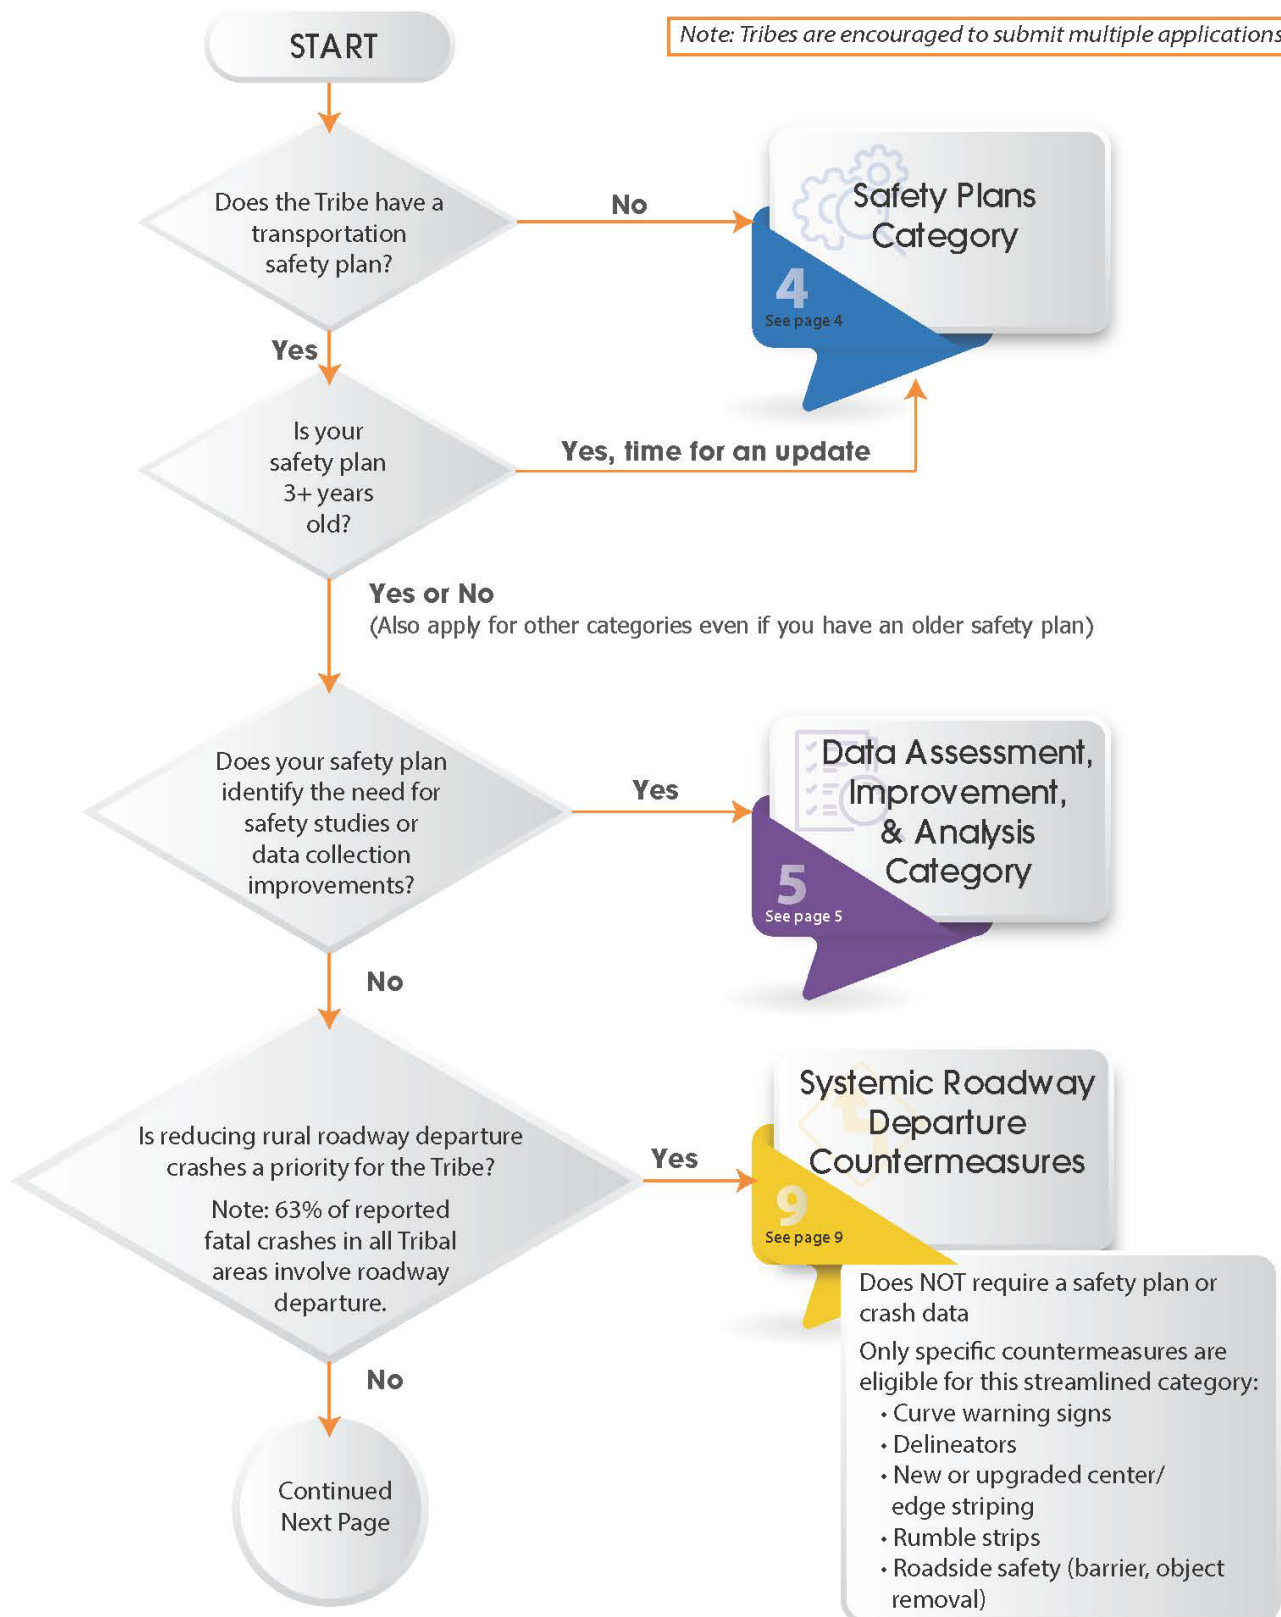 START
Note: Tribes are encouraged to submit multiple applications
Does the Tribe have a
transportation
safety plan?
No
Safety Plans
Category
4
See page 4
Yes
Is your
safety plan
3+ years
old?
Yes, time for an update
Yes or No
(Also apply for other categories even if you have an older safety plan)
Does your safety plan
identify the need for
safety studies or
data collection
improvements?
Yes
Data Assessment,
Improvement,
& Analysis
Category
5
See page 5
No
Is reducing rural roadway departure
crashes a priority for the Tribe?
Note: 63% of reported
fatal crashes in all Tribal
areas involve roadway
departure.
Yes
Systemic Roadway
Departure
Countermeasures
9
See page 9
Does NOT require a safety plan or
crash data
Only specific countermeasures are
eligible for this streamlined category:
• Curve warning signs
• Delineators
• New or upgraded center/
edge striping
• Rumble strips
• Roadside safety (barrier, object
removal)
No
Continued
Next Page